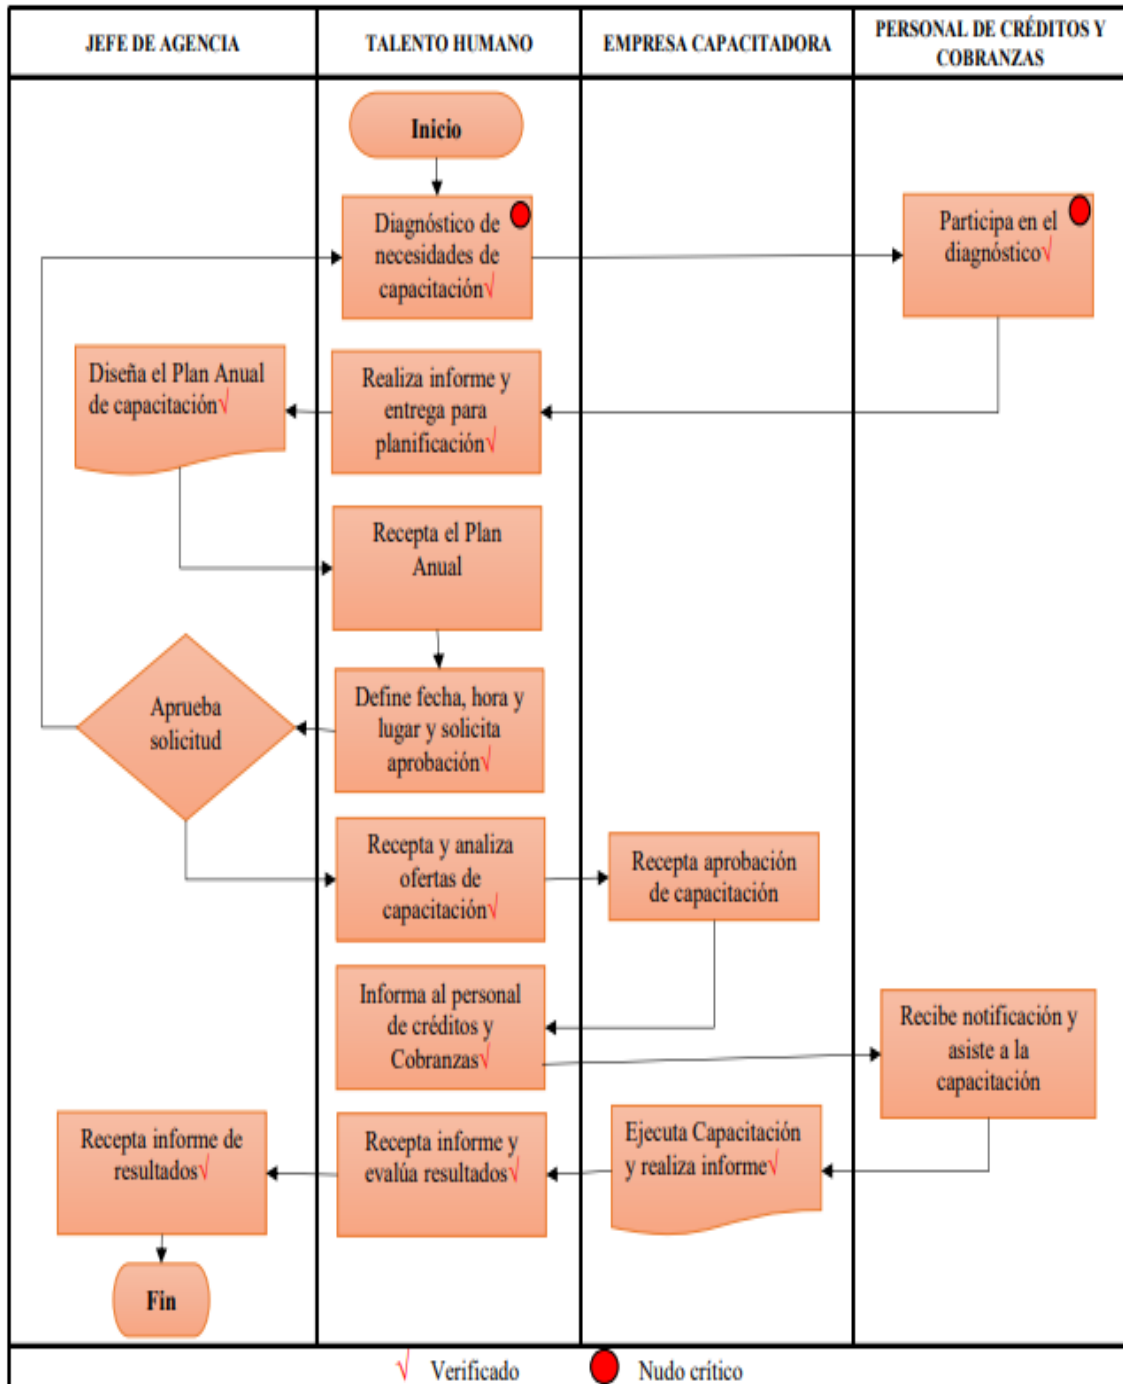 JEFE DE AGENCIA
TALENTO HUMANO
EMPRESA CAPACITADORA
PERSONAL DE CRÉDITOS Y
COBRANZAS
Inicio
Diagnóstico de
necesidades de
capacitación√
Participa en el
diagnóstico√
Diseña el Plan Anual
de capacitación√
Realiza informe y
entrega para
planificación√
Recepta el Plan
Anual
Aprueba
solicitud
Define fecha, hora y
lugar y solicita
aprobación√
Recepta y analiza
ofertas de
capacitación√
Recepta aprobación
de capacitación
Informa al personal
de créditos y
Cobranzas√
Recibe notificación y
asiste a la
capacitación
Recepta informe de
resultados√
Recepta informe y
evalúa resultados√
Ejecuta Capacitación
y realiza informe√
Fin
√ Verificado
Nudo crítico